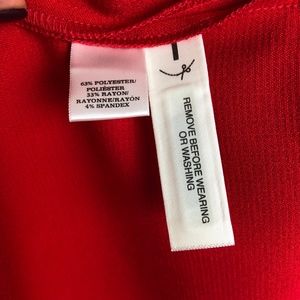 63% POLYESTER/
POLIÉSTER
33% RAYON/
RAYONNE/RAYÓN
4% SPANDEX
REMOVE BEFORE WEARING
OR WASHING